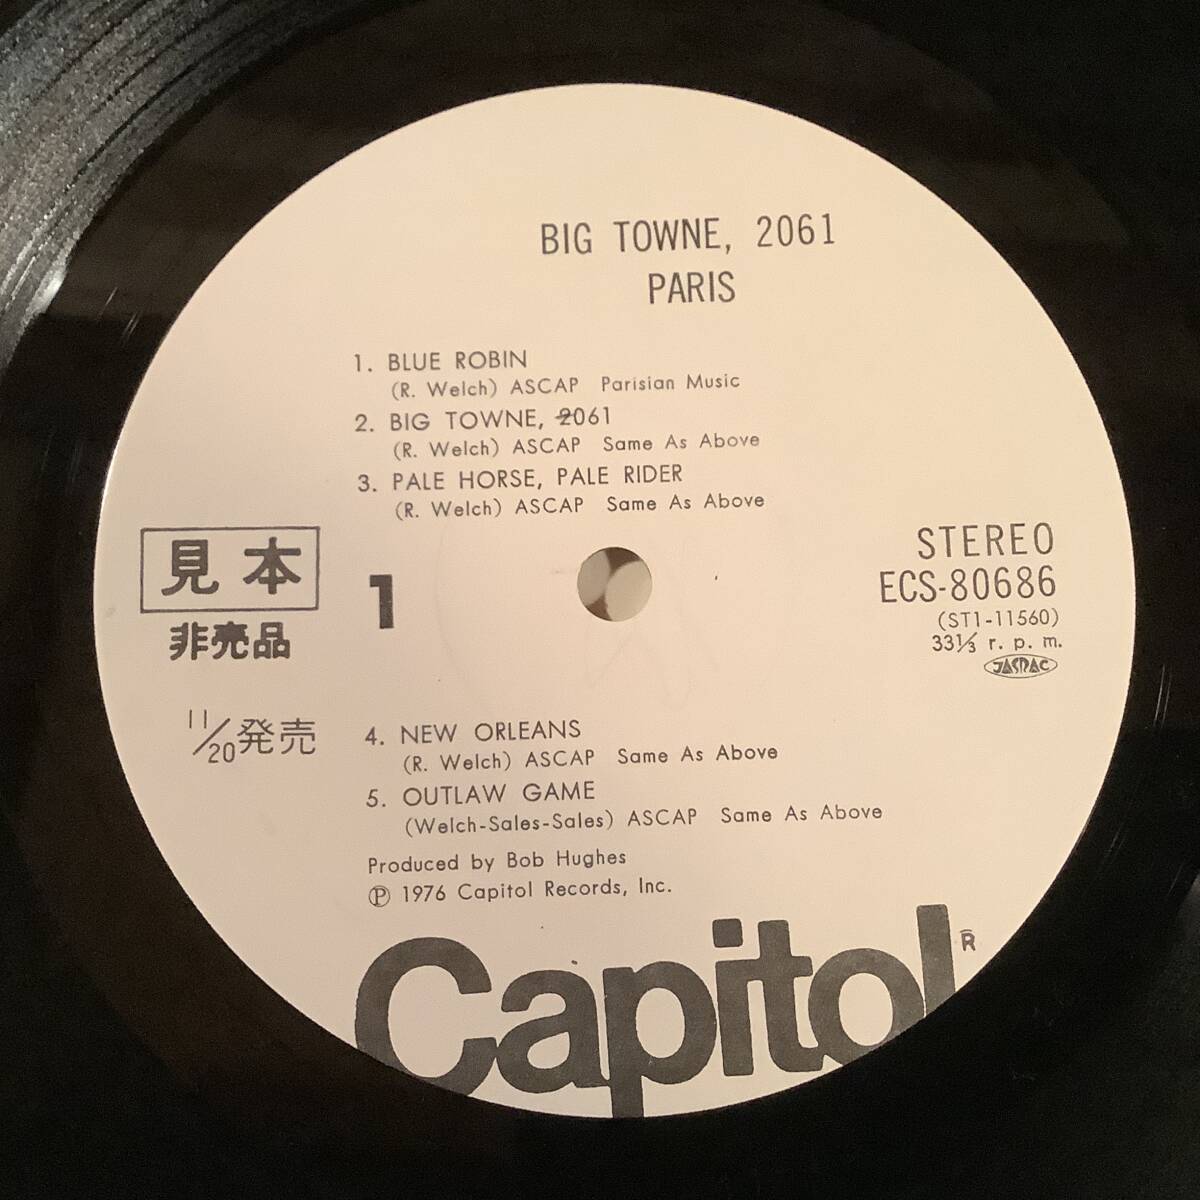 BIG TOWNE, 2061
PARIS
1. BLUE ROBIN
(R. Welch) ASCAP Parisian Music
2. BIG TOWNE, 2061
(R. Welch) ASCAP Same As Above
3. PALE HORSE, PALE RIDER
(R. Welch) ASCAP Same As Above
見本
非売品
1
STEREO
ECS-80686
(ST1-11560)
33⅓ r. p. m.
JASRAC
11/20発売
4. NEW ORLEANS
(R. Welch) ASCAP Same As Above
5. OUTLAW GAME
(Welch-Sales-Sales) ASCAP Same As Above
Produced by Bob Hughes
Ⓟ 1976 Capitol Records, Inc.
Capitol®